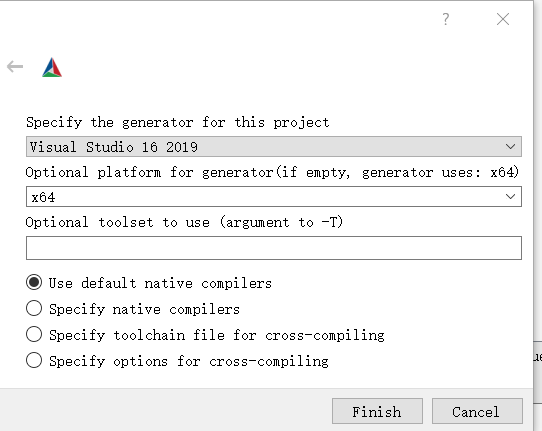 ?
Specify the generator for this project
Visual Studio 16 2019
Optional platform for generator(if empty, generator uses: x64)
x64
Optional toolset to use (argument to -T)
Use default native compilers
Specify native compilers
Specify toolchain file for cross-compiling
Specify options for cross-compiling
Finish
Cancel